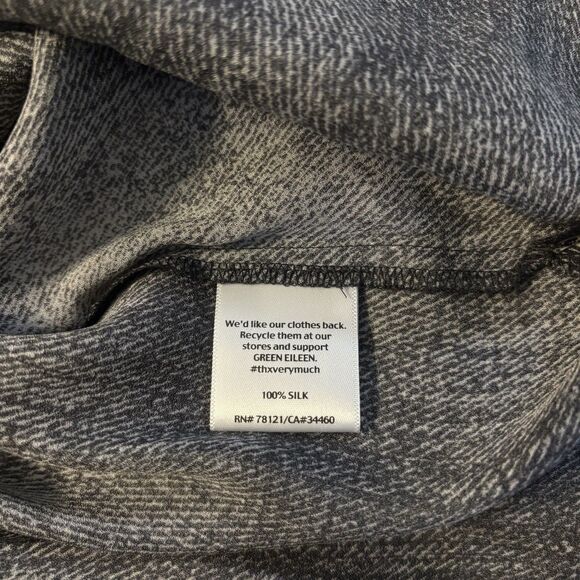 We'd like our clothes back.
Recycle them at our
stores and support
GREEN EILEEN.
#thxverymuch
100% SILK
RN# 78121/CA#34460